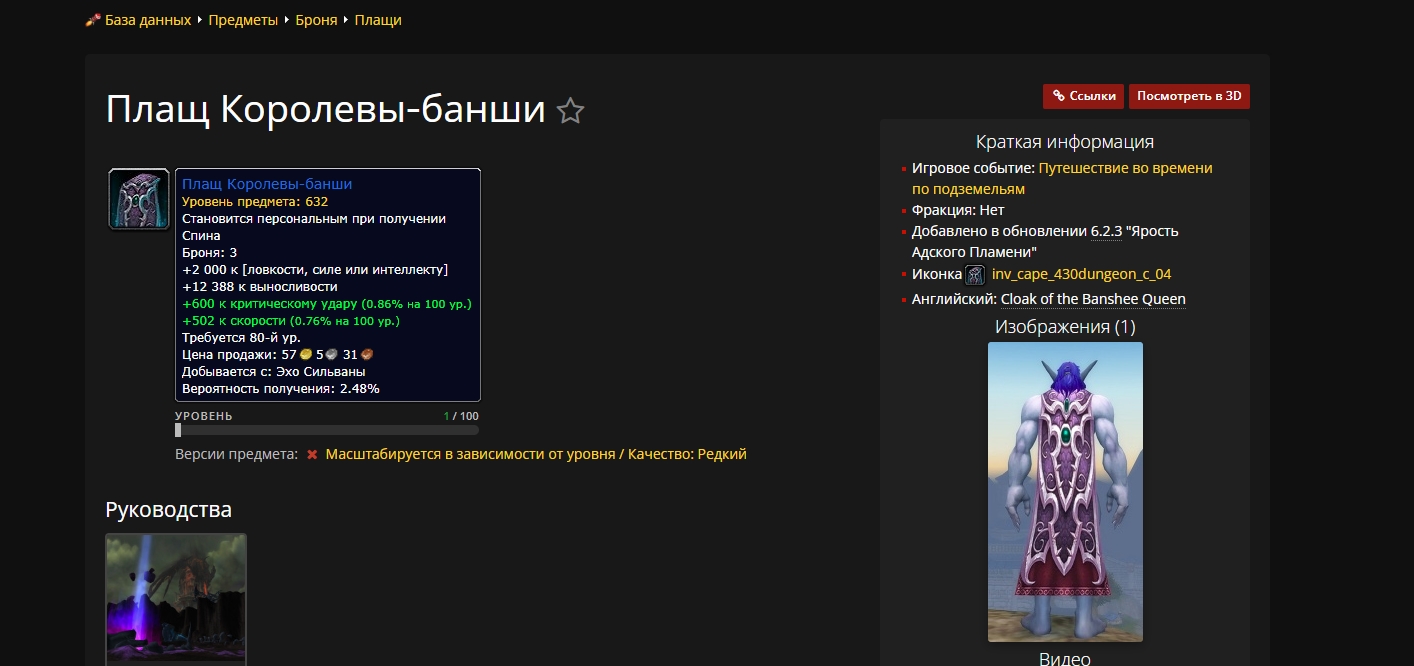 База данных Предметы Броня Плащи
Плащ Королевы-банши
Плащ Королевы-банши
Уровень предмета: 632
Становится персональным при получении
Спина
Броня: 3
+2 000 к [ловкости, силе или интеллекту]
+12 388 к выносливости
+600 к критическому удару (0.86% на 100 ур.)
+502 к скорости (0.76% на 100 ур.)
Требуется 80-й ур.
Цена продажи: 57 5 31
Добывается с: Эхо Сильваны
Вероятность получения: 2.48%
УРОВЕНЬ 1 / 100
Версии предмета: Масштабируется в зависимости от уровня / Качество: Редкий
Руководства
Ссылки Посмотреть в 3D
Краткая информация
Игровое событие: Путешествие во времени
по подземельям
Фракция: Нет
Добавлено в обновлении 6.2.3 "Ярость
Адского Пламени"
Иконка inv_cape_430dungeon_c_04
Английский: Cloak of the Banshee Queen
Изображения (1)
Видео